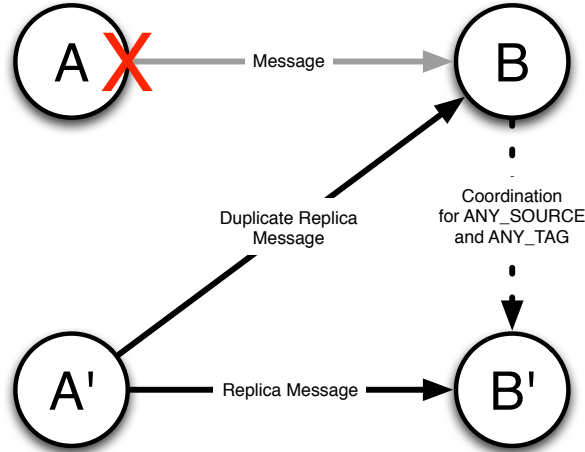 A
X
Message
B
Duplicate Replica
Message
Coordination
for ANY_SOURCE
and ANY_TAG
A'
Replica Message
B'